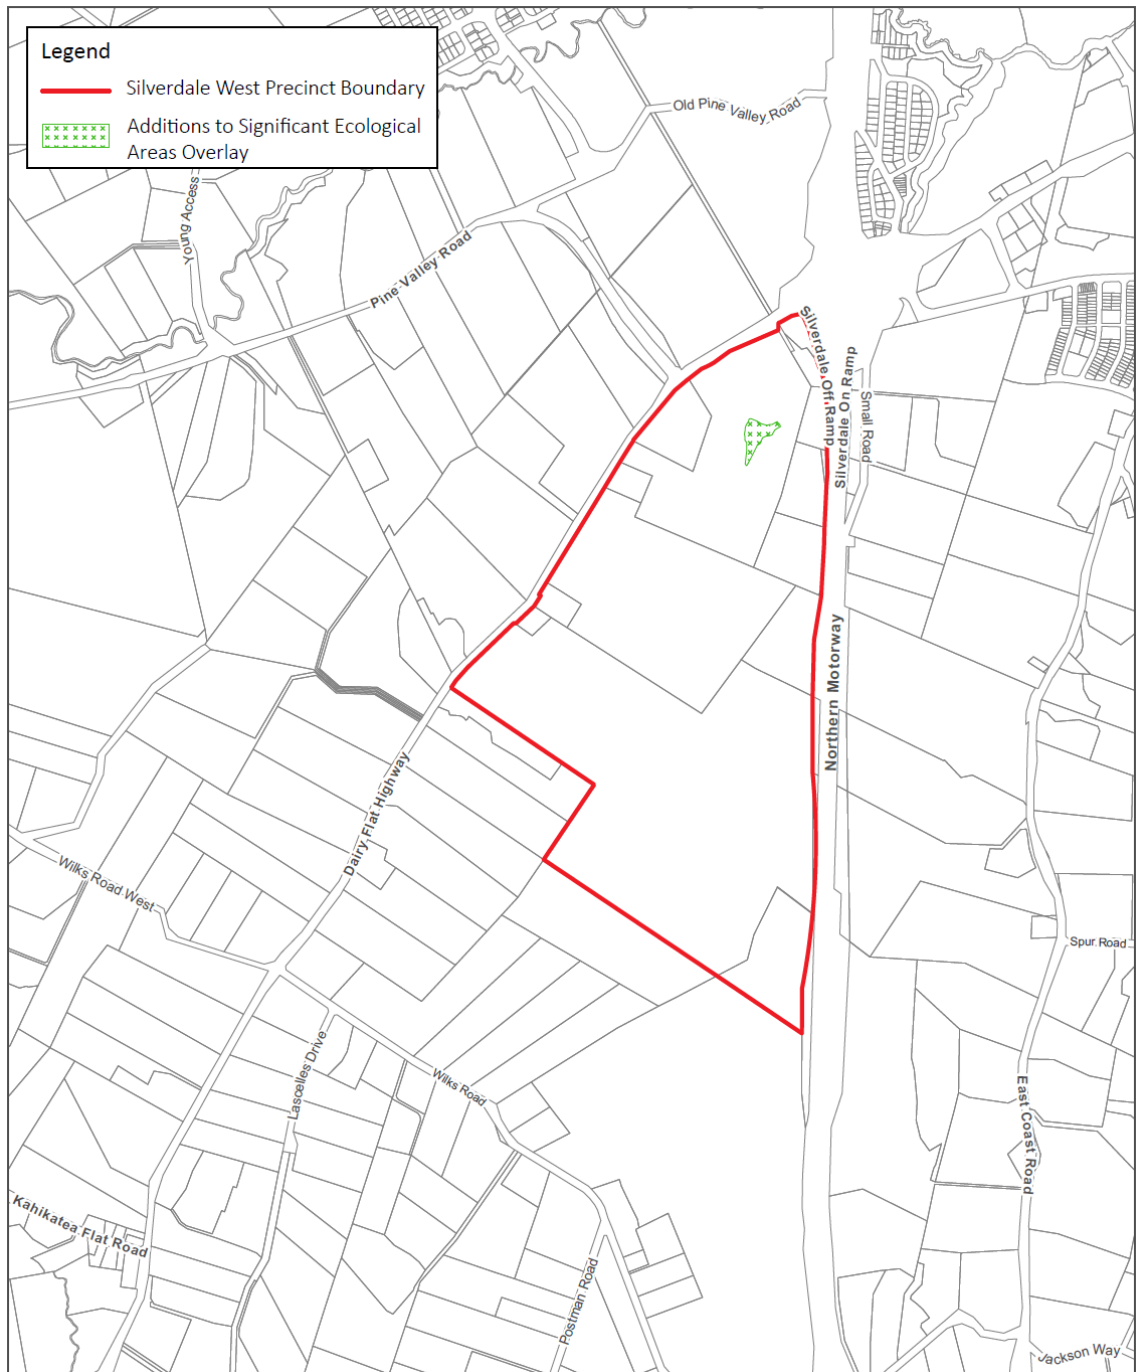 Legend
Silverdale West Precinct Boundary
Additions to Significant Ecological
Areas Overlay
Old Pine Valley Road
Young Access
Pine Valley Road
Silverdale Off Ramp
Silverdale On Ramp
Small Road
Northern Motorway
Dairy Flat Highway
Wilks Road West
Spur Road
Lascelles Drive
Wilks Road
East Coast Road
Kahikatea Flat Road
Postman Road
Jackson Way